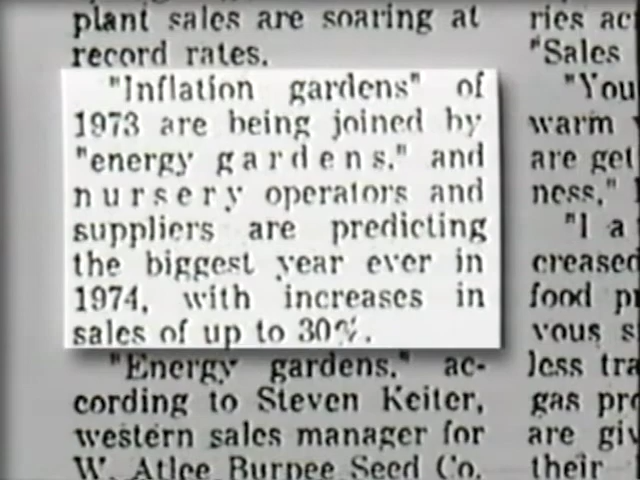 plant sales are soaring at
record rates.
"Inflation gardens" of
1973 are being joined by
"energy gardens," and
nursery operators and
suppliers are predicting
the biggest year ever in
1974, with increases in
sales of up to 30%.
"Energy gardens," ac-
cording to Steven Keiter,
western sales manager for
W. Atlee Burpee Seed Co.
ries
"Sales
"You
warm
are get
ness,"
"I a
creased
food
vous s
less tra
gas
are
their